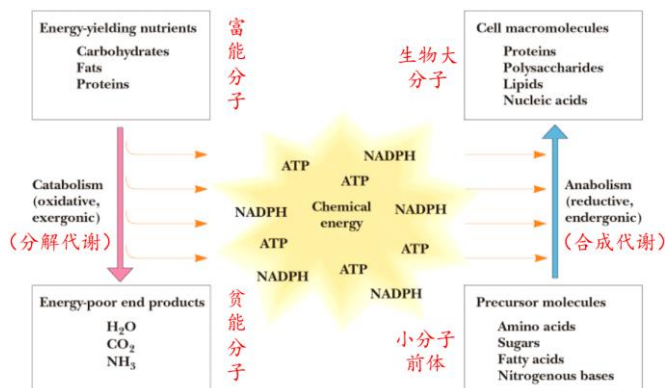 Energy-yielding nutrients
Carbohydrates
Fats
Proteins
富能分子
生物大
分子
Cell macromolecules
Proteins
Polysaccharides
Lipids
Nucleic acids
Catabolism
(oxidative,
exergonic)
(分解代谢)
ATP
NADPH
ATP
NADPH
Chemical
energy
NADPH
ATP
ATP
NADPH
ATP
NADPH
Anabolism
(reductive,
endergonic)
(合成代谢)
Energy-poor end products
H₂O
CO₂
NH₃
贫能分子
小分子
前体
Precursor molecules
Amino acids
Sugars
Fatty acids
Nitrogenous bases